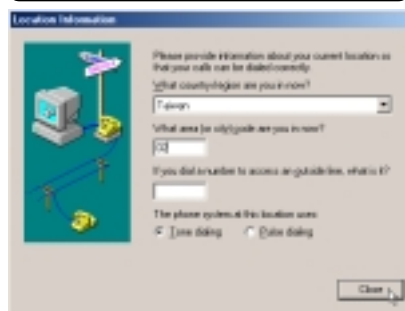 Location Information
Please provide information about your current location so
that your calls can be dialed correctly.
What country/region are you in now?
Taiwan
What area (or city) code are you in now?
02
If you dial a number to access an outside line, what is it?
The phone system at this location uses:
Tone dialing Pulse dialing
Close